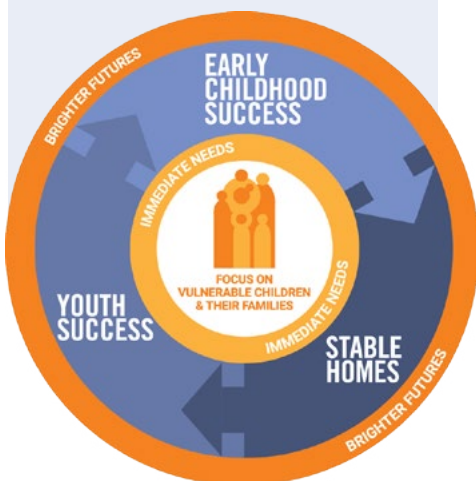 BRIGHTER FUTURES
EARLY
CHILDHOOD
SUCCESS
IMMEDIATE NEEDS
FOCUS ON
VULNERABLE CHILDREN
& THEIR FAMILIES
YOUTH
SUCCESS
IMMEDIATE NEEDS
STABLE
HOMES
BRIGHTER FUTURES